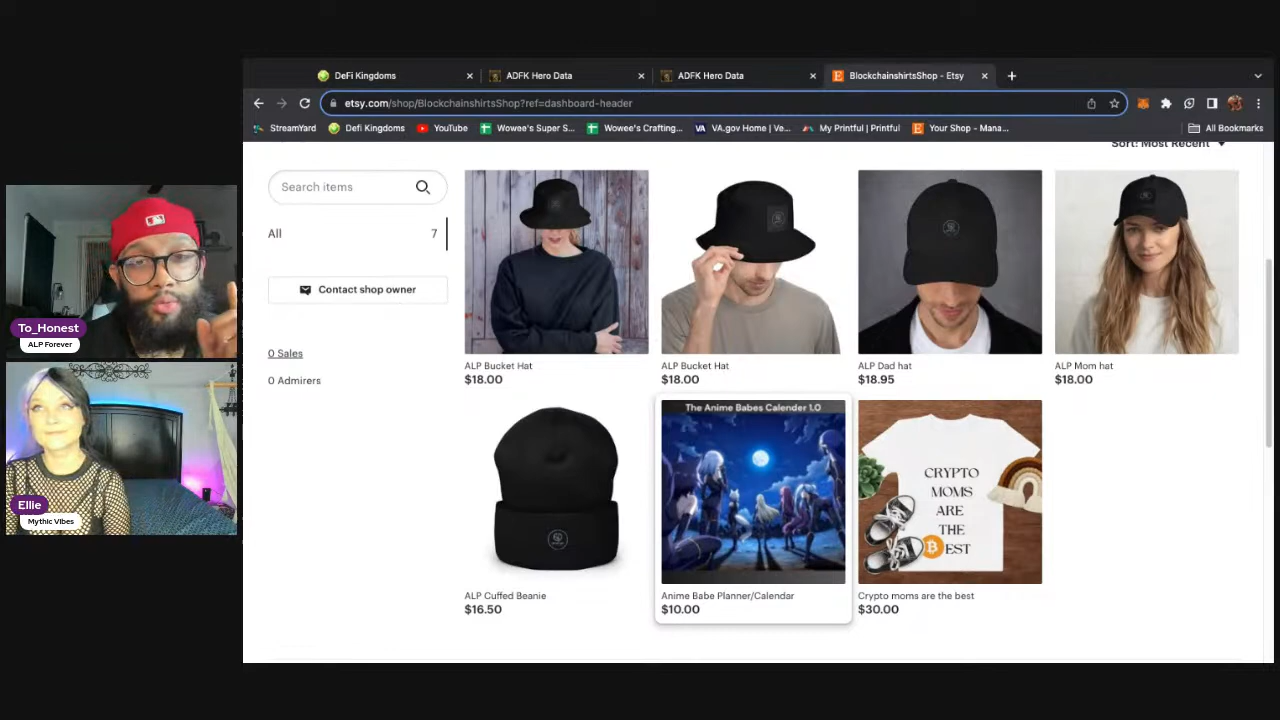 DeFi Kingdoms
ADFK Hero Data
ADFK Hero Data
BlockchainshirtsShop - Etsy
etsy.com/shop/BlockchainshirtsShop?ref=dashboard-header
StreamYard
Defi Kingdoms
YouTube
Wowee's Super S...
Wowee's Crafting...
VA VA.gov Home | Ve...
My Printful | Printful
E Your Shop - Mana...
All Bookmarks
Sort: Most Recent
Search items
All 7
Contact shop owner
0 Sales
0 Admirers
ALP Bucket Hat
$18.00
ALP Bucket Hat
$18.00
ALP Dad hat
$18.95
ALP Mom hat
$18.00
ALP Cuffed Beanie
$16.50
The Anime Babes Calender 1.0
Anime Babe Planner/Calendar
$10.00
CRYPTO
MOMS
ARE
THE
BEST
Crypto moms are the best
$30.00
To_Honest
ALP Forever
Ellie
Mythic Vibes